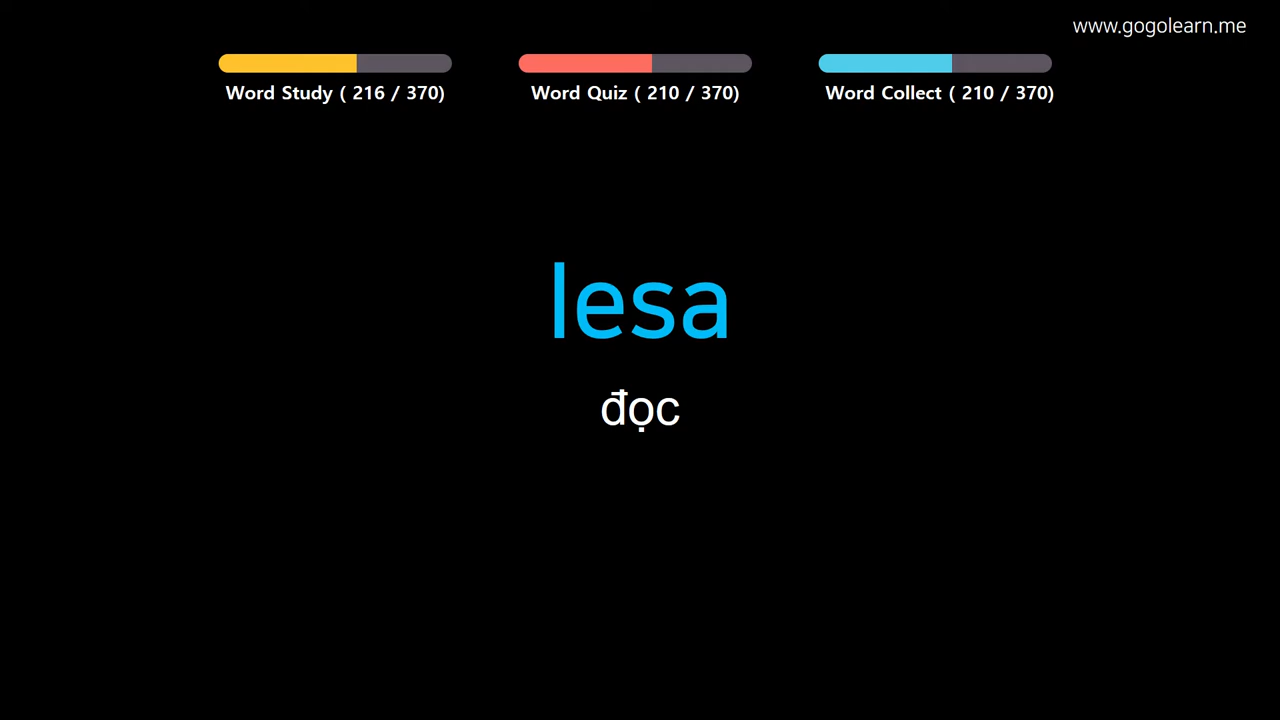 www.gogolearn.me
Word Study ( 216 / 370)
Word Quiz ( 210 / 370)
Word Collect ( 210 / 370)
lesa
đọc